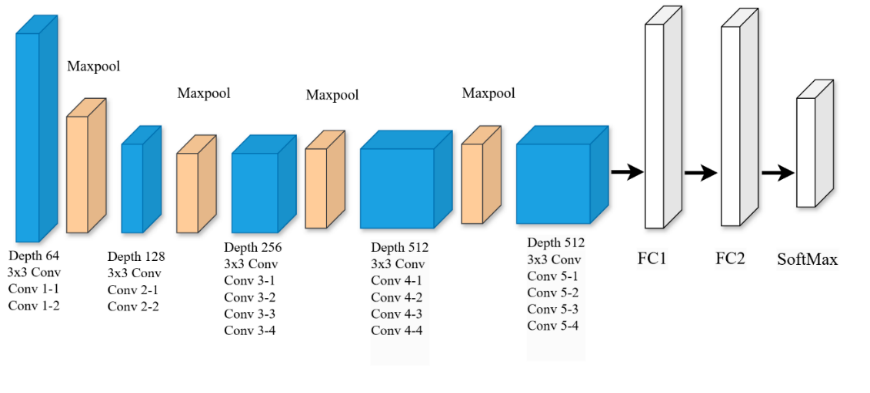 Maxpool
Maxpool
Maxpool
Maxpool
Depth 64
3x3 Conv
Conv 1-1
Conv 1-2
Depth 128
3x3 Conv
Conv 2-1
Conv 2-2
Depth 256
3x3 Conv
Conv 3-1
Conv 3-2
Conv 3-3
Conv 3-4
Depth 512
3x3 Conv
Conv 4-1
Conv 4-2
Conv 4-3
Conv 4-4
Depth 512
3x3 Conv
Conv 5-1
Conv 5-2
Conv 5-3
Conv 5-4
FC1
FC2
SoftMax